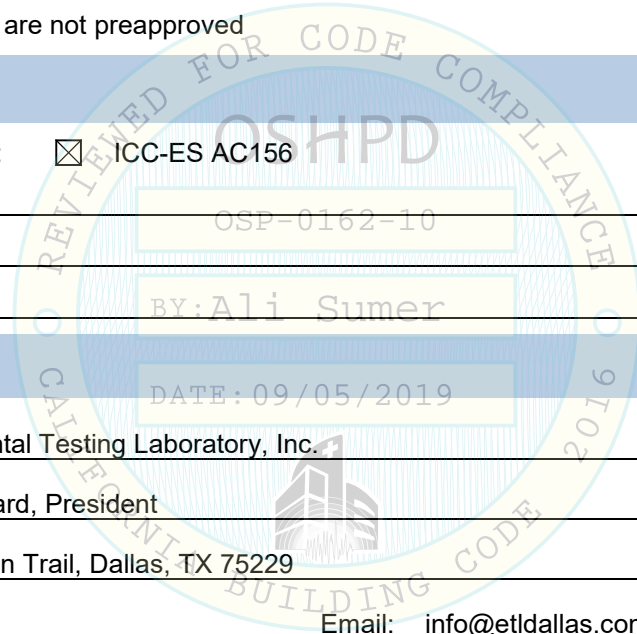 are not preapproved
REVIEWED FOR CODE COMPLIANCE
OSHPD
ICC-ES AC156
OSP-0162-10
BY: Ali Sumer
DATE: 09/05/2019
ntal Testing Laboratory, Inc.
ard, President
n Trail, Dallas, TX 75229
CALIFORNIA BUILDING CODE 2016
Email: info@etldallas.com